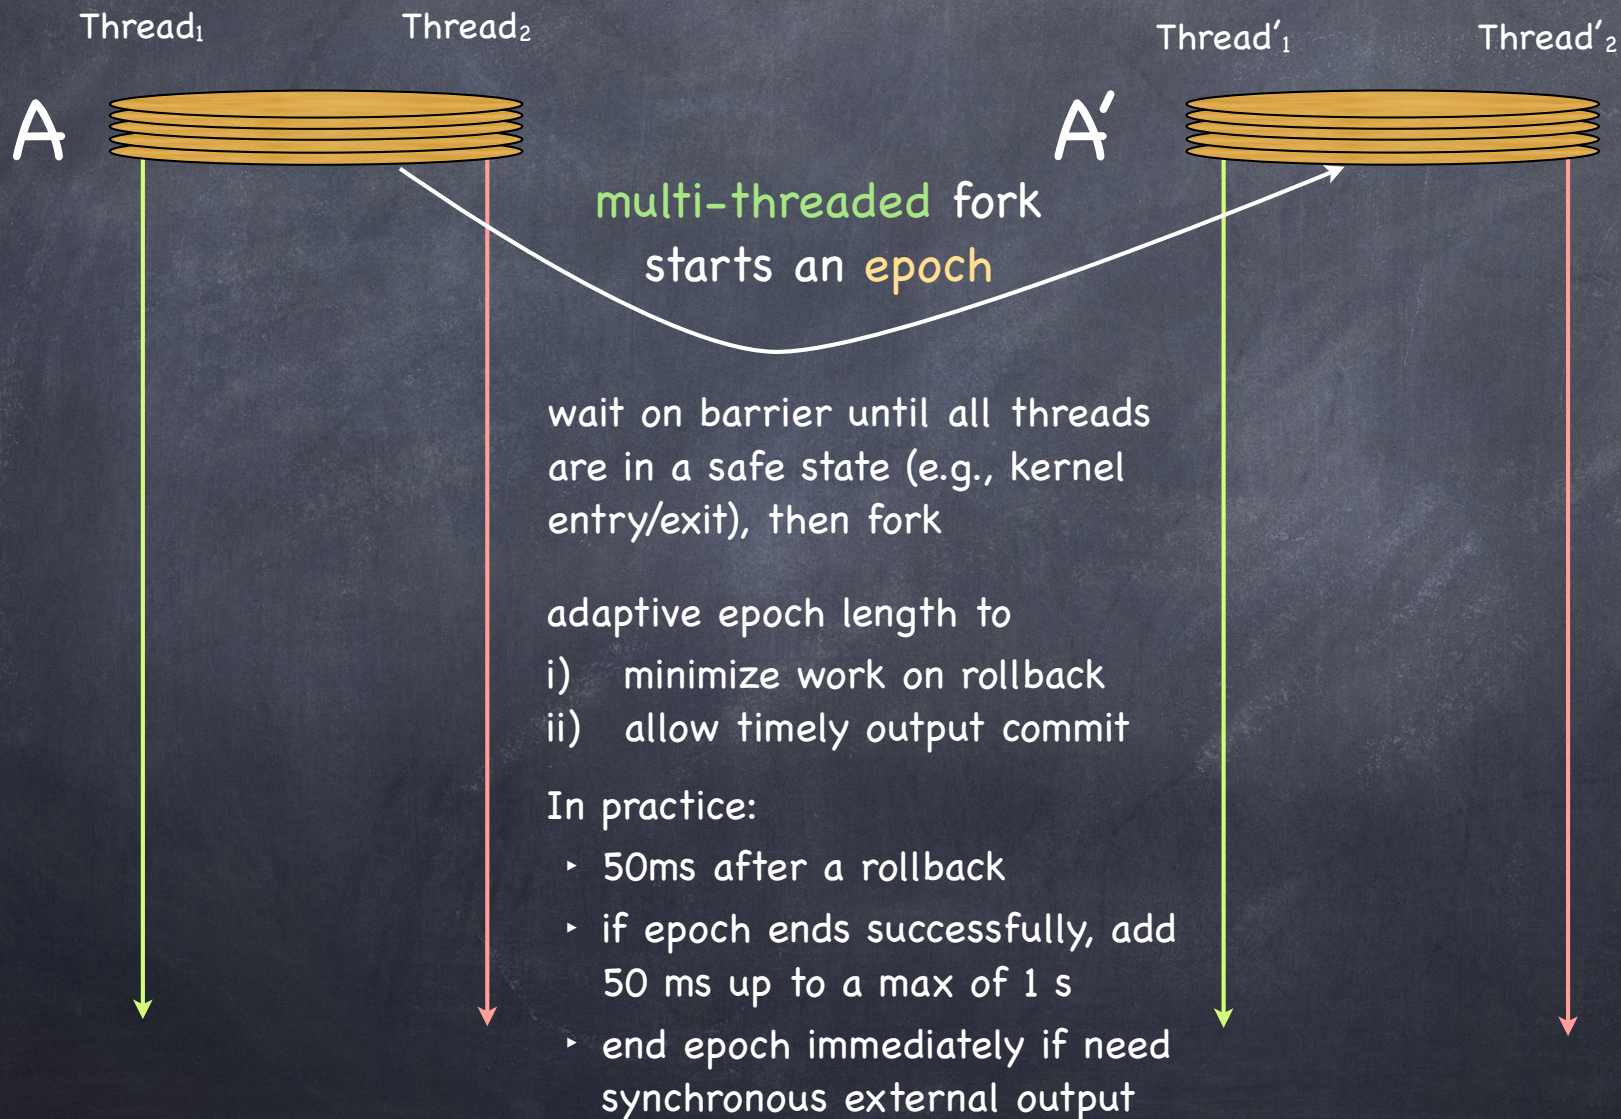 Thread₁ Thread₂ Thread′₁ Thread′₂
A A′
multi-threaded fork
starts an epoch
wait on barrier until all threads
are in a safe state (e.g., kernel
entry/exit), then fork
adaptive epoch length to
i) minimize work on rollback
ii) allow timely output commit
In practice:
‣ 50ms after a rollback
‣ if epoch ends successfully, add
50 ms up to a max of 1 s
‣ end epoch immediately if need
synchronous external output